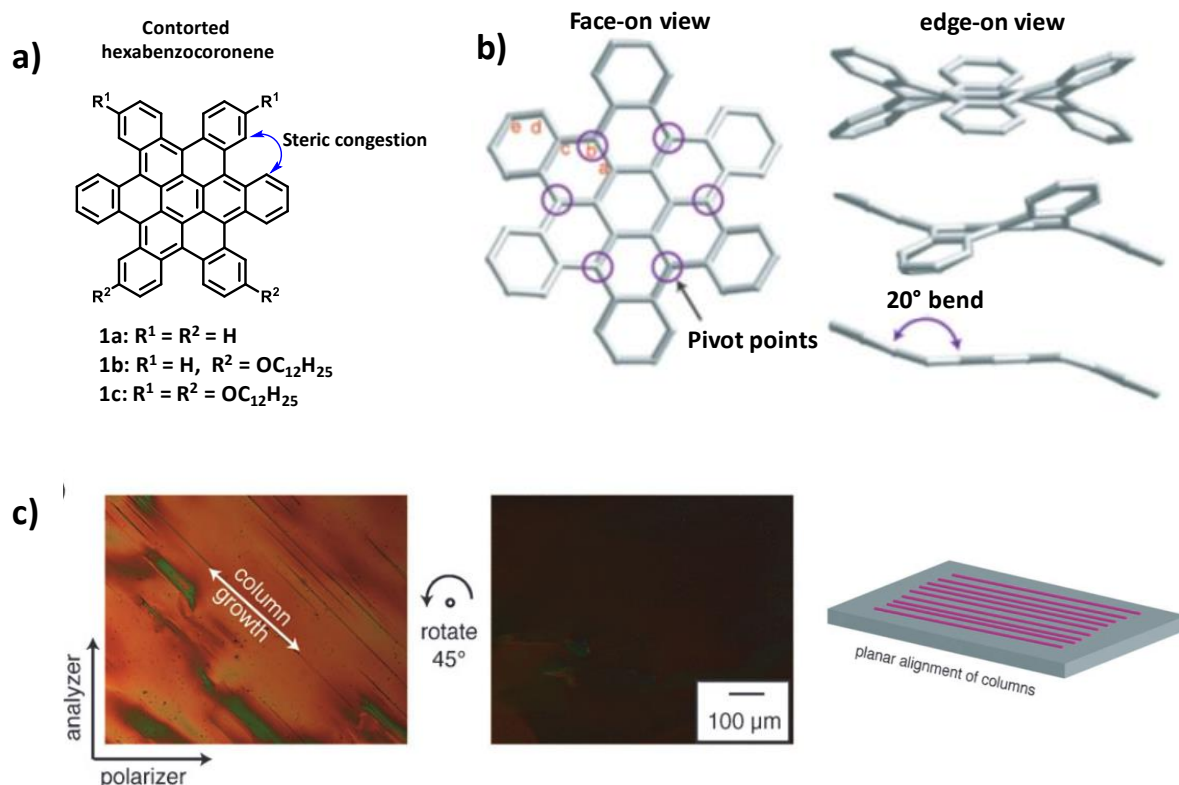 a)
Contorted
hexabenzocoronene
R¹
R¹
Steric congestion
R²
R²
1a: R¹ = R² = H
1b: R¹ = H, R² = OC₁₂H₂₅
1c: R¹ = R² = OC₁₂H₂₅
b)
Face-on view
edge-on view
e
d
c
b
a
Pivot points
20° bend
c)
column
growth
analyzer
polarizer
rotate
45°
100 µm
planar alignment of columns